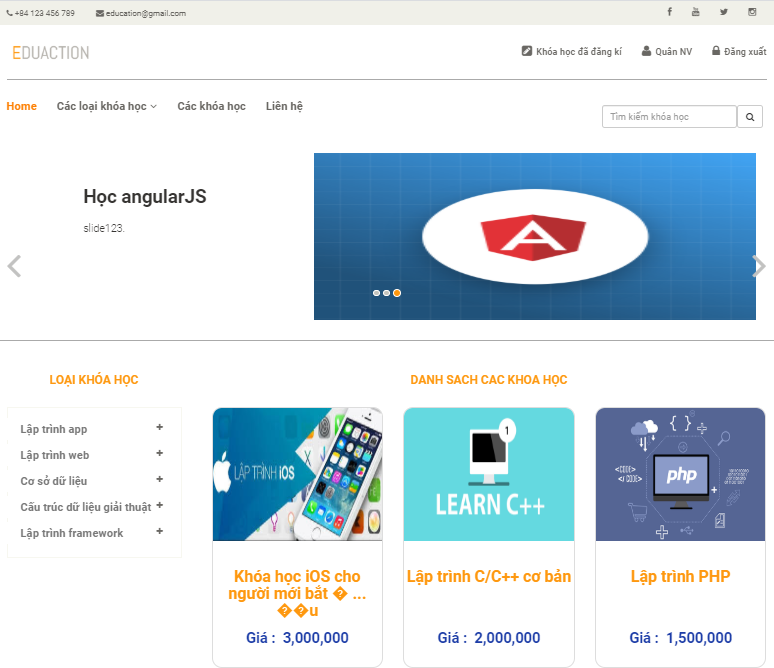 +84 123 456 789 education@gmail.com
EDUACTION
Khóa học đã đăng kí Quân NV Đăng xuất
Home Các loại khóa học Các khóa học Liên hệ
Tìm kiếm khóa học
Học angularJS
slide123.
LOẠI KHÓA HỌC
DANH SACH CAC KHOA HOC
Lập trình app +
Lập trình web +
Cơ sở dữ liệu +
Cấu trúc dữ liệu giải thuật +
Lập trình framework +
LẬP TRÌNH iOS
1
LEARN C++
{ }
<CODE>
</CODE>
php
Khóa học iOS cho
người mới bắt � ...
��u
Giá : 3,000,000
Lập trình C/C++ cơ bản
Giá : 2,000,000
Lập trình PHP
Giá : 1,500,000